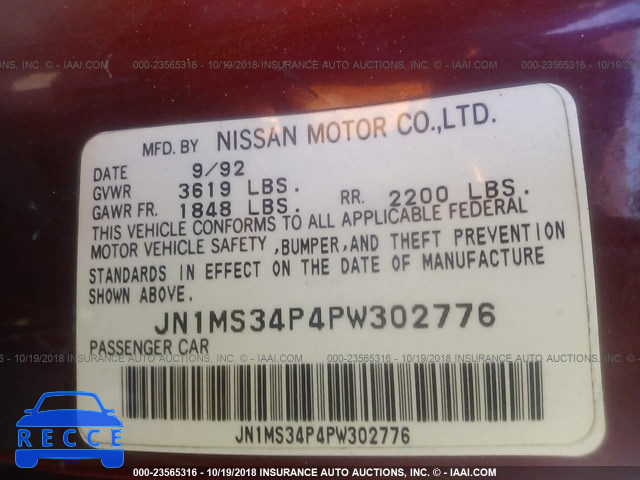 000-23565316 - 10/19/2018 INSURANCE AUTO AUCTIONS, INC. - IAAI.COM
MFD. BY NISSAN MOTOR CO.,LTD.
DATE 9/92
GVWR 3619 LBS.
GAWR FR. 1848 LBS. RR. 2200 LBS.
THIS VEHICLE CONFORMS TO ALL APPLICABLE FEDERAL
MOTOR VEHICLE SAFETY ,BUMPER,AND THEFT PREVENTION
STANDARDS IN EFFECT ON THE DATE OF MANUFACTURE
SHOWN ABOVE.
JN1MS34P4PW302776
PASSENGER CAR
000-23565316 - 10/19/2018 INSURANCE AUTO AUCTIONS, INC. - IAAI.COM
JN1MS34P4PW302776
RECCE
000-23565316 - 10/19/2018 INSURANCE AUTO AUCTIONS, INC. - IAAI.COM